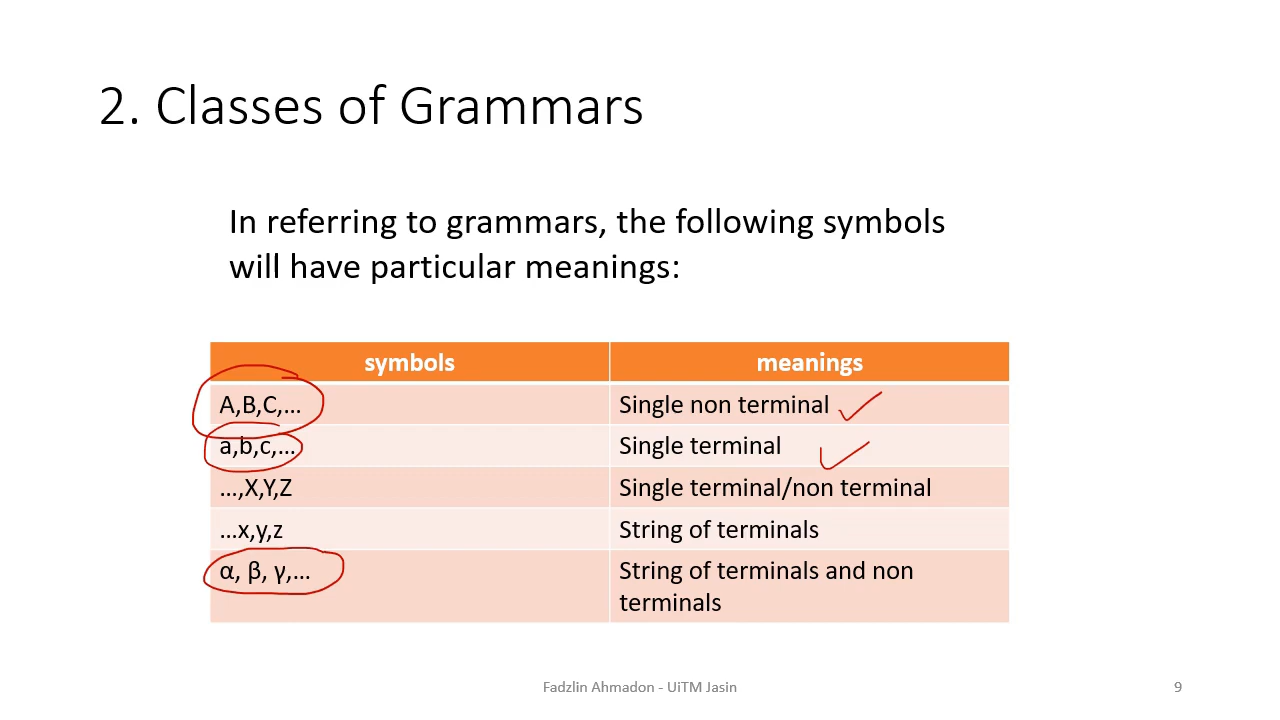 2. Classes of Grammars
In referring to grammars, the following symbols
will have particular meanings:
symbols meanings
A,B,C,... Single non terminal
a,b,c,... Single terminal
...,X,Y,Z Single terminal/non terminal
...x,y,z String of terminals
α, β, γ,... String of terminals and non
terminals
Fadzlin Ahmadon - UiTM Jasin 9